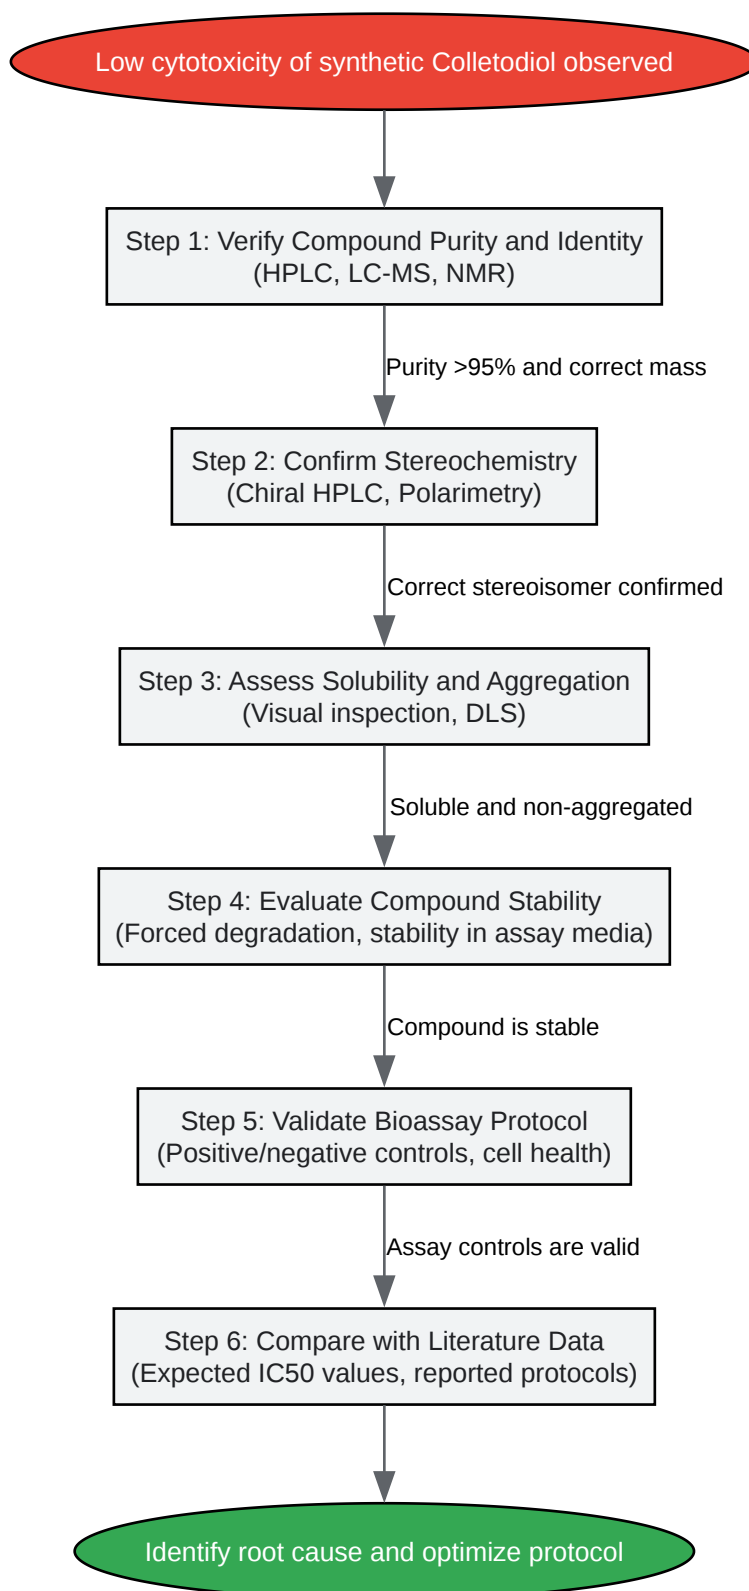 Low cytotoxicity of synthetic Colletodiol observed
Step 1: Verify Compound Purity and Identity
(HPLC, LC-MS, NMR)
Purity >95% and correct mass
Step 2: Confirm Stereochemistry
(Chiral HPLC, Polarimetry)
Correct stereoisomer confirmed
Step 3: Assess Solubility and Aggregation
(Visual inspection, DLS)
Soluble and non-aggregated
Step 4: Evaluate Compound Stability
(Forced degradation, stability in assay media)
Compound is stable
Step 5: Validate Bioassay Protocol
(Positive/negative controls, cell health)
Assay controls are valid
Step 6: Compare with Literature Data
(Expected IC50 values, reported protocols)
Identify root cause and optimize protocol